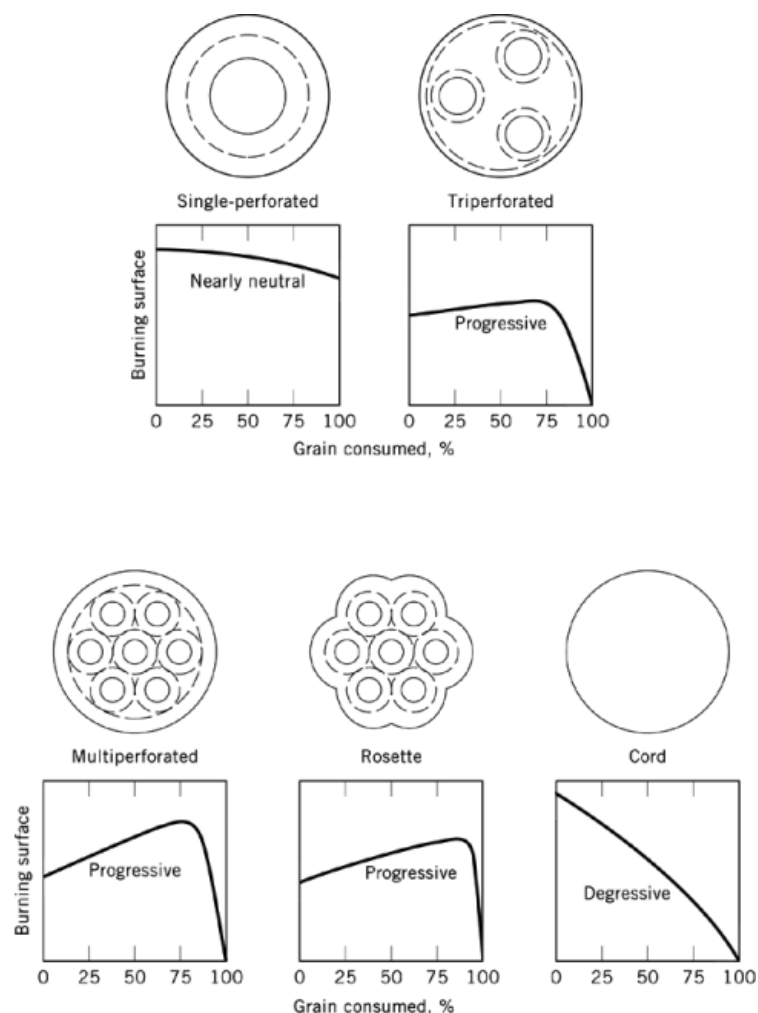 Single-perforated Triperforated
Burning surface
Nearly neutral
Progressive
0 25 50 75 100 0 25 50 75 100
Grain consumed, %
Multiperforated Rosette Cord
Burning surface
Progressive
Progressive
Degressive
0 25 50 75 100 0 25 50 75 100 0 25 50 75 100
Grain consumed, %